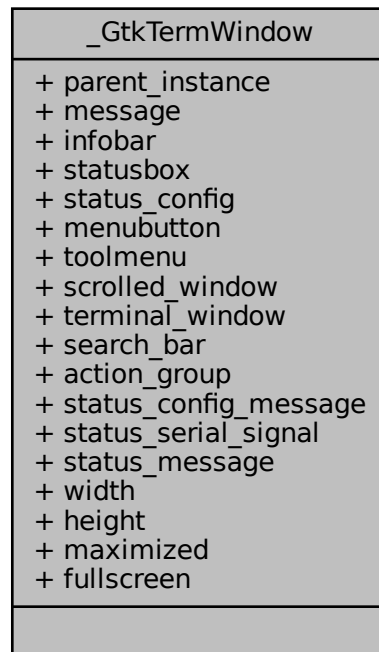 _GtkTermWindow
+ parent_instance
+ message
+ infobar
+ statusbox
+ status_config
+ menubutton
+ toolmenu
+ scrolled_window
+ terminal_window
+ search_bar
+ action_group
+ status_config_message
+ status_serial_signal
+ status_message
+ width
+ height
+ maximized
+ fullscreen